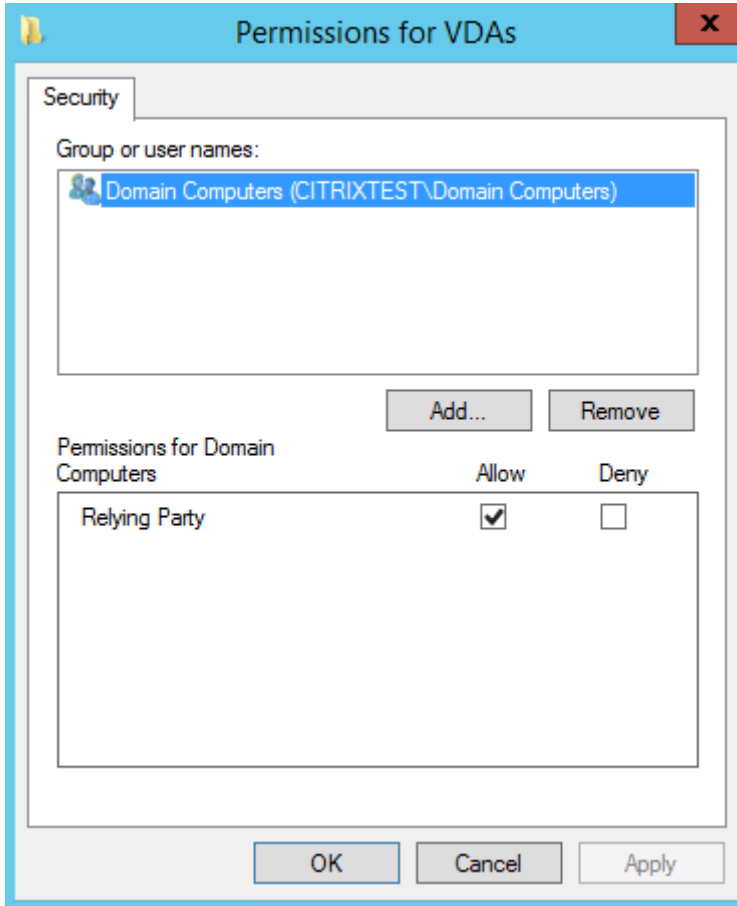 Permissions for VDAs
x
Security
Group or user names:
Domain Computers (CITRIXTEST\Domain Computers)
Add... Remove
Permissions for Domain
Computers Allow Deny
Relying Party
OK Cancel Apply